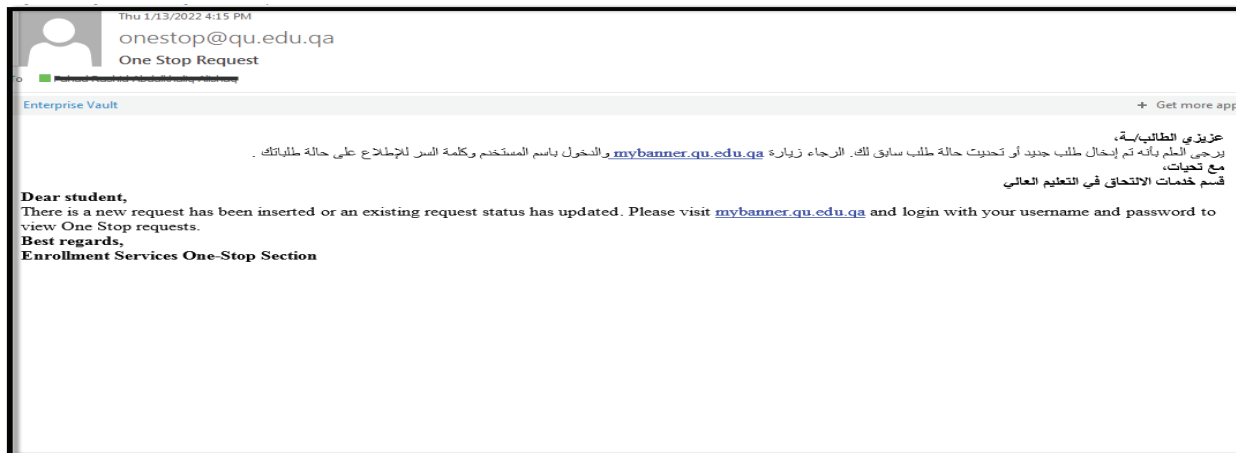 Thu 1/13/2022 4:15 PM
onestop@qu.edu.qa
One Stop Request
To
Enterprise Vault
+ Get more app
عزيزي الطالب/ـة،
يرجى العلم بأنه تم إدخال طلب جديد أو تحديث حالة طلب سابق لك. الرجاء زيارة mybanner.qu.edu.qa والدخول باسم المستخدم وكلمة السر للإطلاع على حالة طلباتك .
مع تحيات،
قسم خدمات الالتحاق في التعليم العالي
Dear student,
There is a new request has been inserted or an existing request status has updated. Please visit mybanner.qu.edu.qa and login with your username and password to
view One Stop requests.
Best regards,
Enrollment Services One-Stop Section